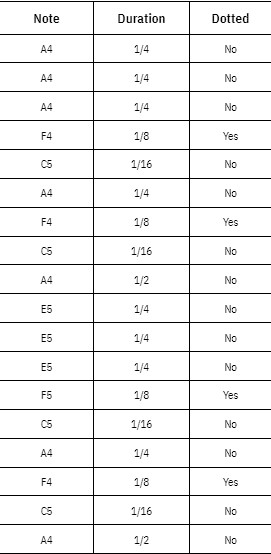 Note Duration Dotted
A4 1/4 No
A4 1/4 No
A4 1/4 No
F4 1/8 Yes
C5 1/16 No
A4 1/4 No
F4 1/8 Yes
C5 1/16 No
A4 1/2 No
E5 1/4 No
E5 1/4 No
E5 1/4 No
F5 1/8 Yes
C5 1/16 No
A4 1/4 No
F4 1/8 Yes
C5 1/16 No
A4 1/2 No